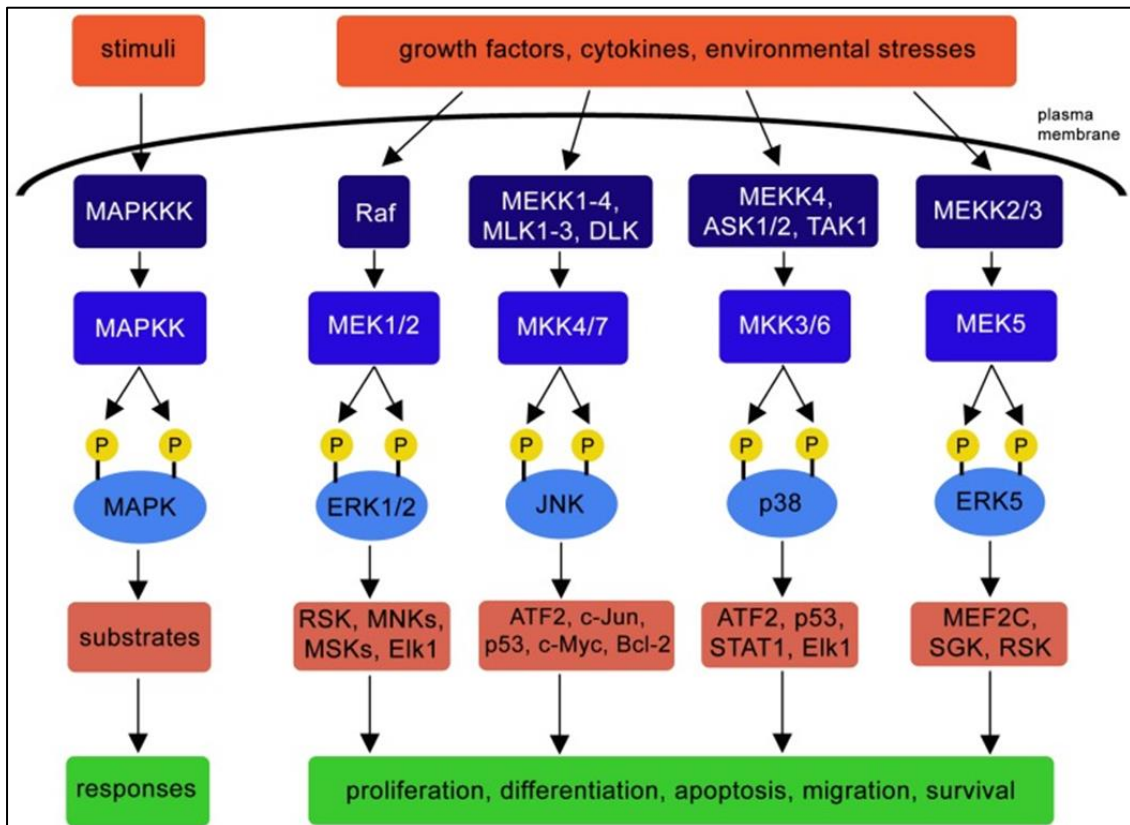 stimuli
growth factors, cytokines, environmental stresses
plasma
membrane
MAPKKK
Raf
MEKK1-4,
MLK1-3, DLK
MEKK4,
ASK1/2, TAK1
MEKK2/3
MAPKK
MEK1/2
MKK4/7
MKK3/6
MEK5
P
P
P
P
P
P
P
P
P
P
MAPK
ERK1/2
JNK
p38
ERK5
substrates
RSK, MNKs,
MSKs, Elk1
ATF2, c-Jun,
p53, c-Myc, Bcl-2
ATF2, p53,
STAT1, Elk1
MEF2C,
SGK, RSK
responses
proliferation, differentiation, apoptosis, migration, survival